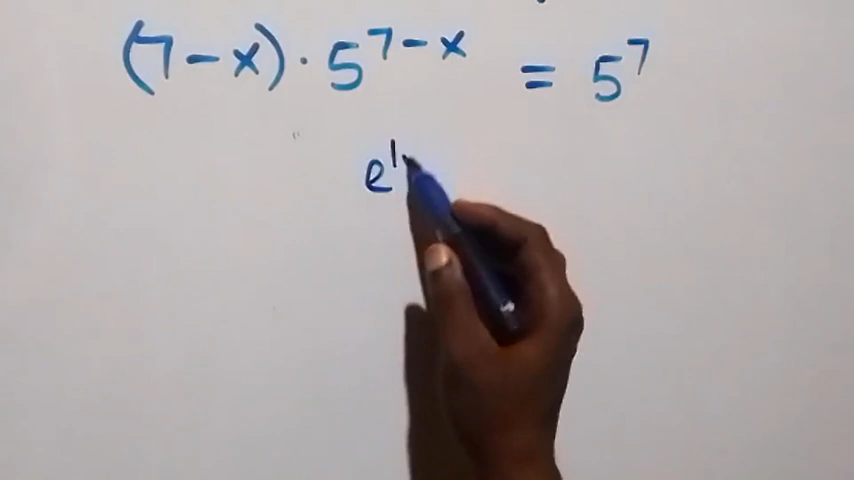 (7-x)·5^{7-x} = 5^7
e^l